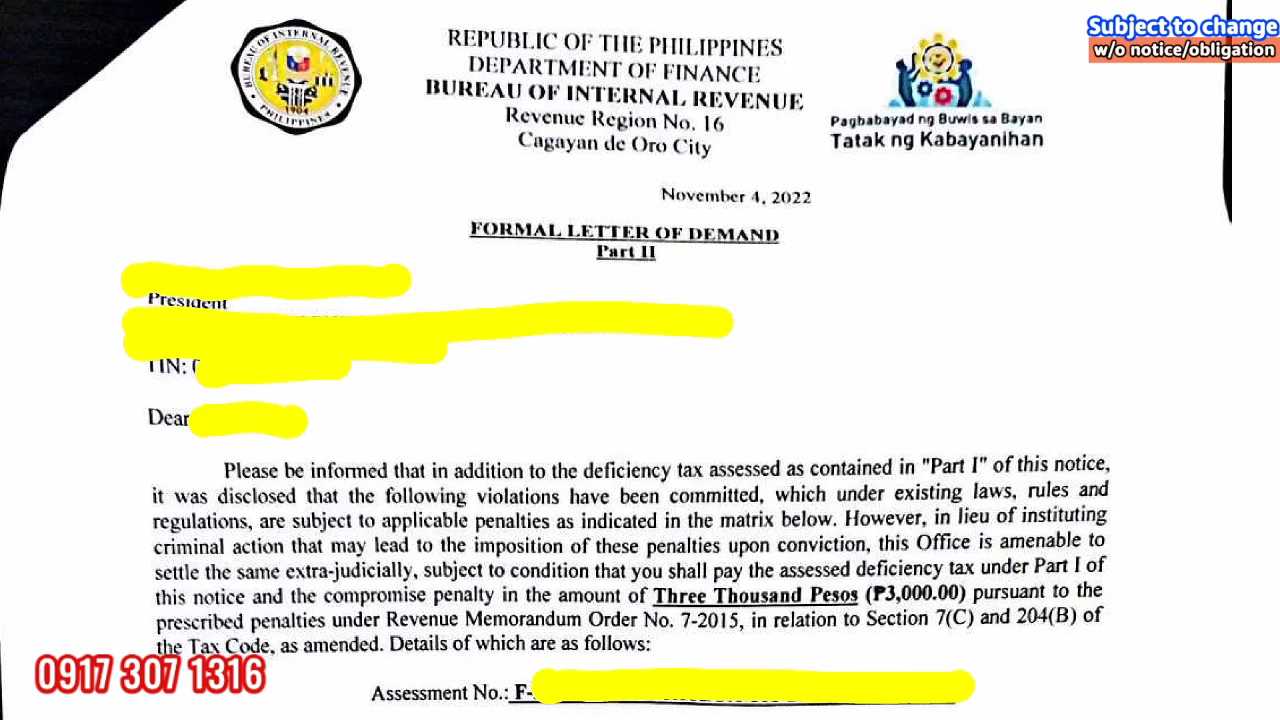 Subject to change
w/o notice/obligation
BUREAU OF INTERNAL REVENUE
1904
PHILIPPINES
REPUBLIC OF THE PHILIPPINES
DEPARTMENT OF FINANCE
BUREAU OF INTERNAL REVENUE
Revenue Region No. 16
Cagayan de Oro City
Pagbabayad ng Buwis sa Bayan
Tatak ng Kabayanihan
November 4, 2022
FORMAL LETTER OF DEMAND
Part II
President
TIN: 0
Dear
Please be informed that in addition to the deficiency tax assessed as contained in "Part I" of this notice,
it was disclosed that the following violations have been committed, which under existing laws, rules and
regulations, are subject to applicable penalties as indicated in the matrix below. However, in lieu of instituting
criminal action that may lead to the imposition of these penalties upon conviction, this Office is amenable to
settle the same extra-judicially, subject to condition that you shall pay the assessed deficiency tax under Part I of
this notice and the compromise penalty in the amount of Three Thousand Pesos (₱3,000.00) pursuant to the
prescribed penalties under Revenue Memorandum Order No. 7-2015, in relation to Section 7(C) and 204(B) of
the Tax Code, as amended. Details of which are as follows:
0917 307 1316
Assessment No.: F-